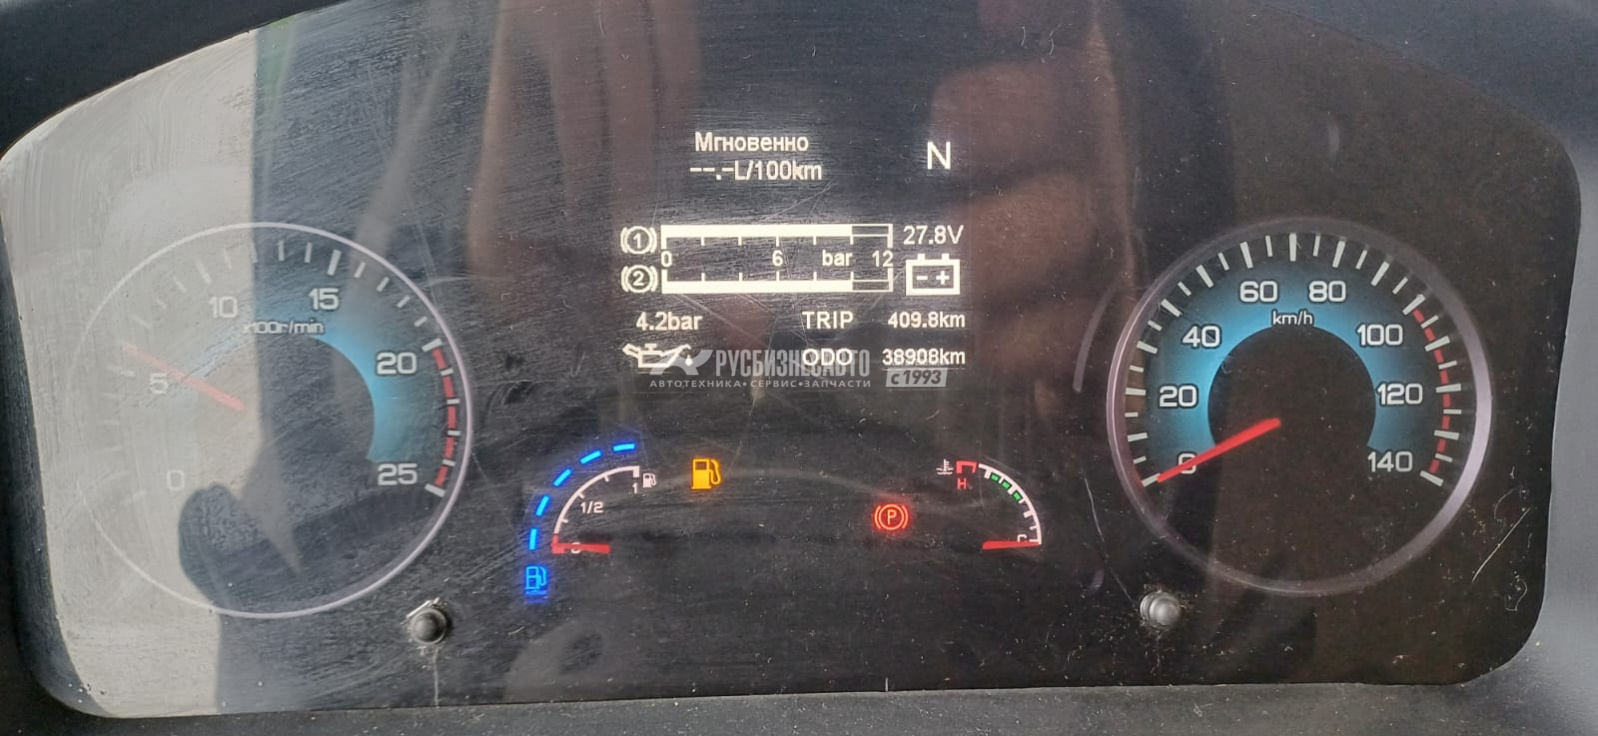 Мгновенно
--.-L/100km
N
1
27.8V
0 6 bar 12
2
- +
4.2bar TRIP 409.8km
ODO 38908km
РУСБИЗНЕСАВТО
АВТОТЕХНИКА•СЕРВИС•ЗАПЧАСТИ с 1993
0 5 10 15 20 25
x100r/min
0 20 40 60 80 100 120 140
km/h
1/2 1
H
P